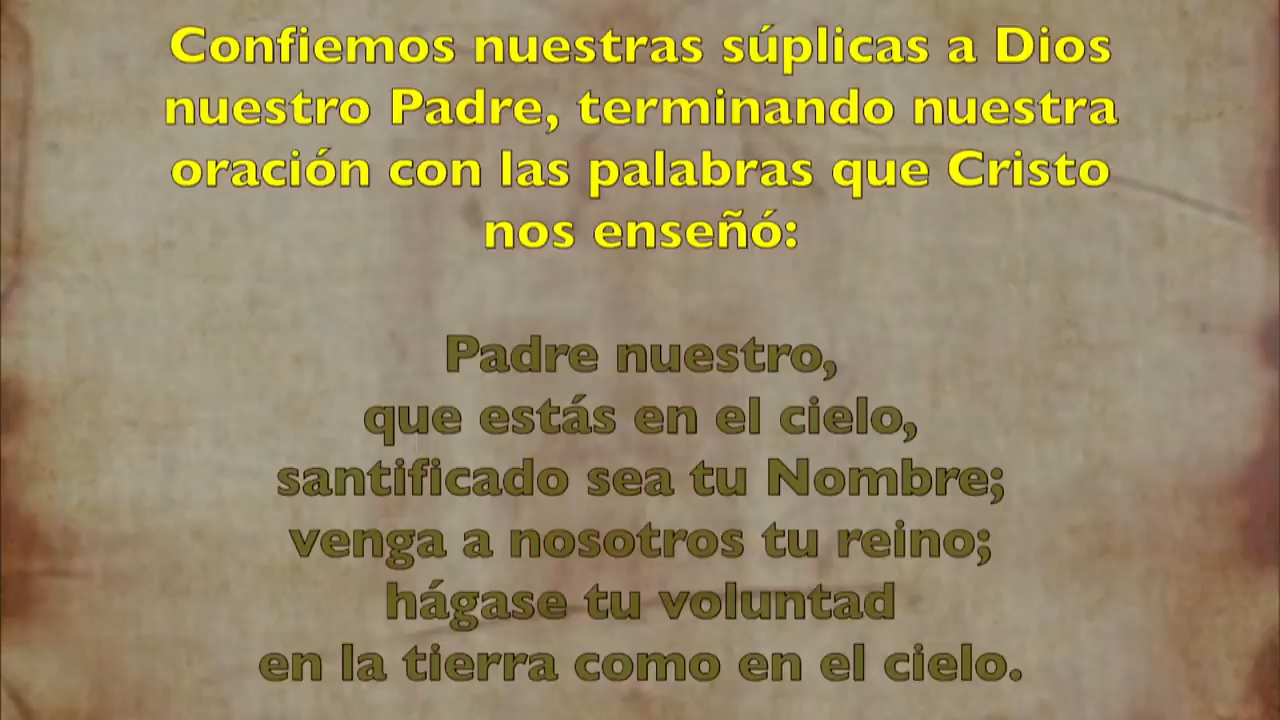 Confiemos nuestras súplicas a Dios
nuestro Padre, terminando nuestra
oración con las palabras que Cristo
nos enseñó:
Padre nuestro,
que estás en el cielo,
santificado sea tu Nombre;
venga a nosotros tu reino;
hágase tu voluntad
en la tierra como en el cielo.